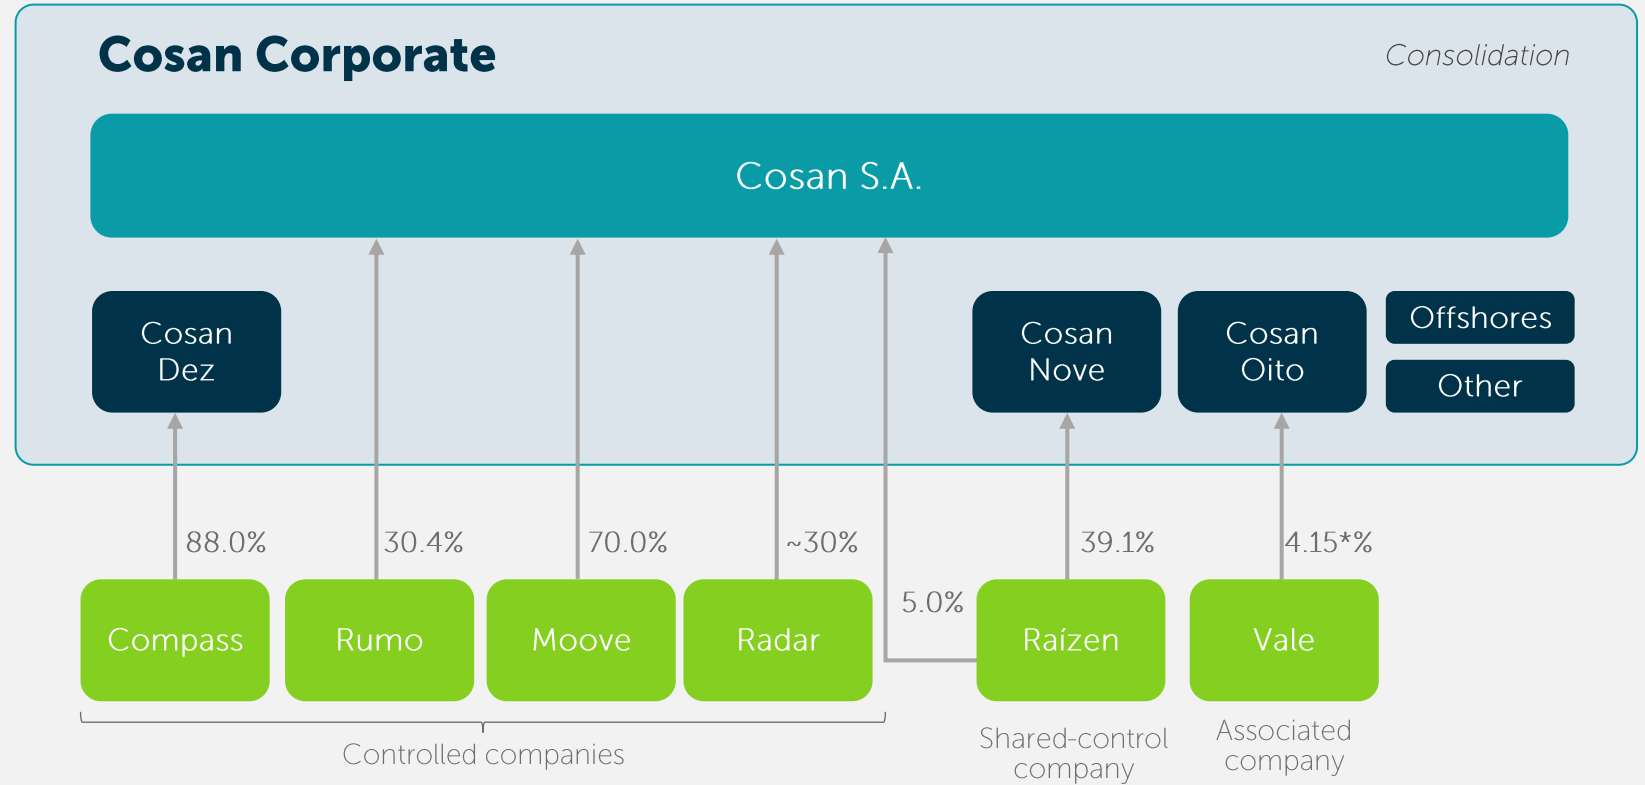 Cosan Corporate
Consolidation
Cosan S.A.
Cosan
Dez
Cosan
Nove
Cosan
Oito
Offshores
Other
88.0%
30.4%
70.0%
~30%
5.0%
39.1%
4.15*%
Compass
Rumo
Moove
Radar
Raízen
Vale
Controlled companies
Shared-control
company
Associated
company